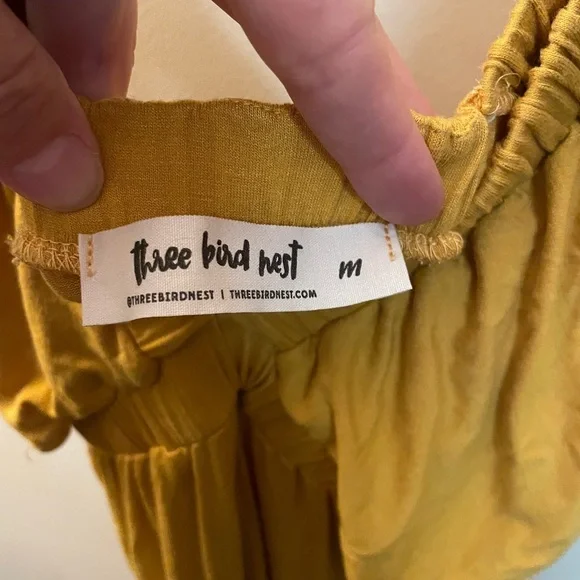 three bird nest m
@THREEBIRDNEST | THREEBIRDNEST.COM